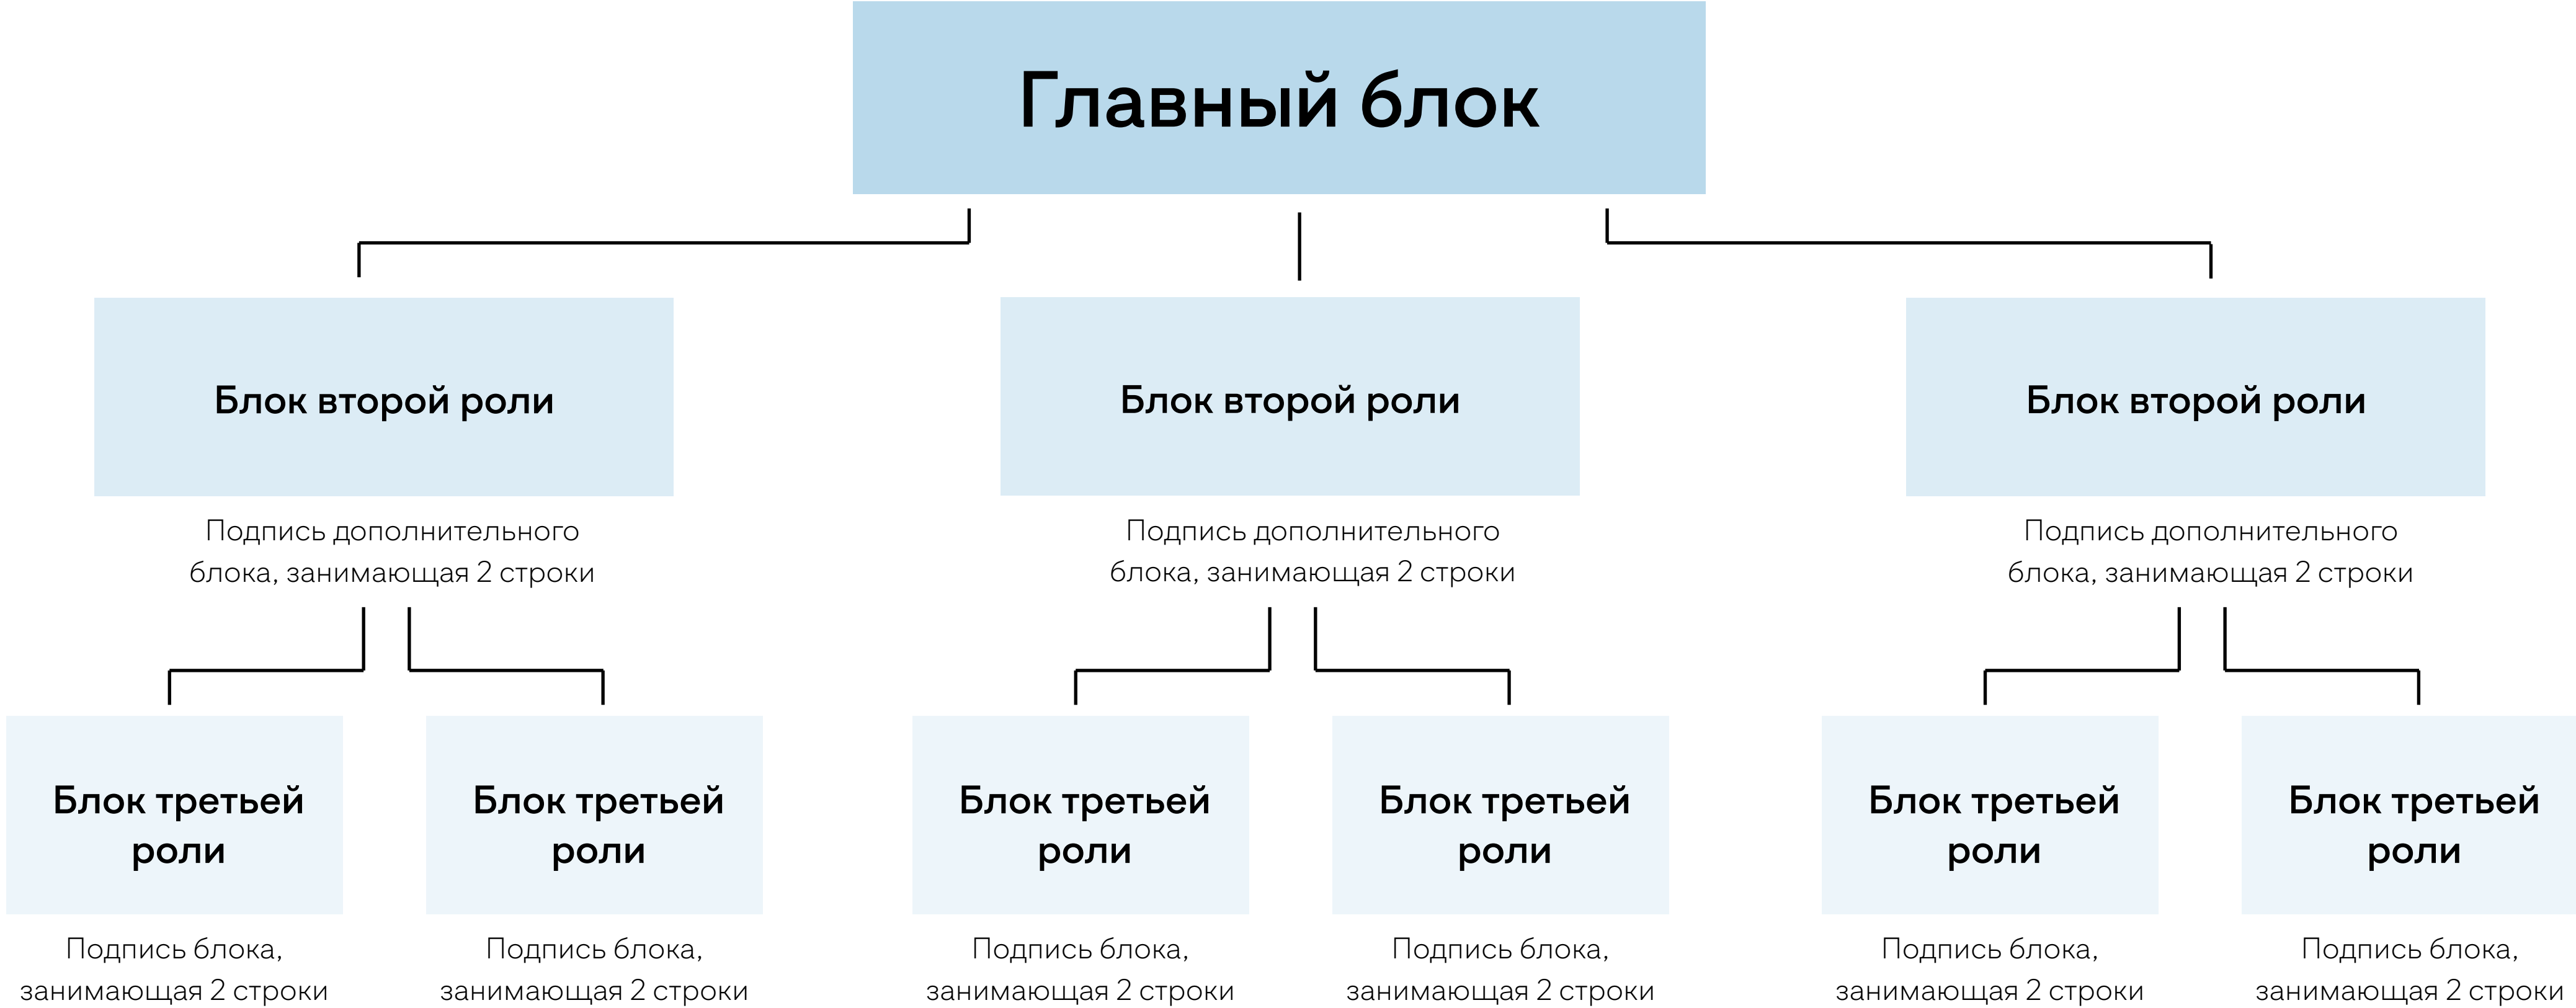 Главный блок
Блок второй роли
Блок второй роли
Блок второй роли
Подпись дополнительного
блока, занимающая 2 строки
Подпись дополнительного
блока, занимающая 2 строки
Подпись дополнительного
блока, занимающая 2 строки
Блок третьей
роли
Блок третьей
роли
Блок третьей
роли
Блок третьей
роли
Блок третьей
роли
Блок третьей
роли
Подпись блока,
занимающая 2 строки
Подпись блока,
занимающая 2 строки
Подпись блока,
занимающая 2 строки
Подпись блока,
занимающая 2 строки
Подпись блока,
занимающая 2 строки
Подпись блока,
занимающая 2 строки